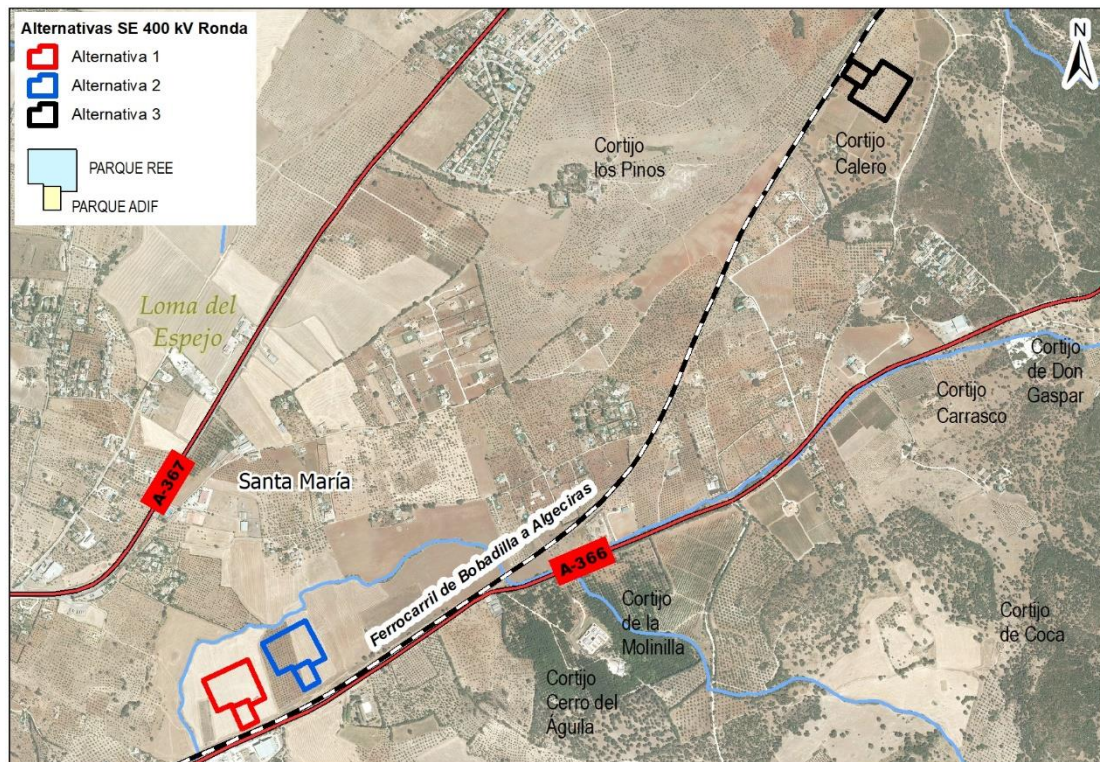 Alternativas SE 400 kV Ronda
Alternativa 1
Alternativa 2
Alternativa 3
PARQUE REE
PARQUE ADIF
N
Cortijo
los Pinos
Cortijo
Calero
Loma del
Espejo
Cortijo
de Don
Gaspar
Cortijo
Carrasco
A-367
Santa María
Ferrocarril de Bobadilla a Algeciras
A-366
Cortijo
de la
Molinilla
Cortijo
de Coca
Cortijo
Cerro del
Águila